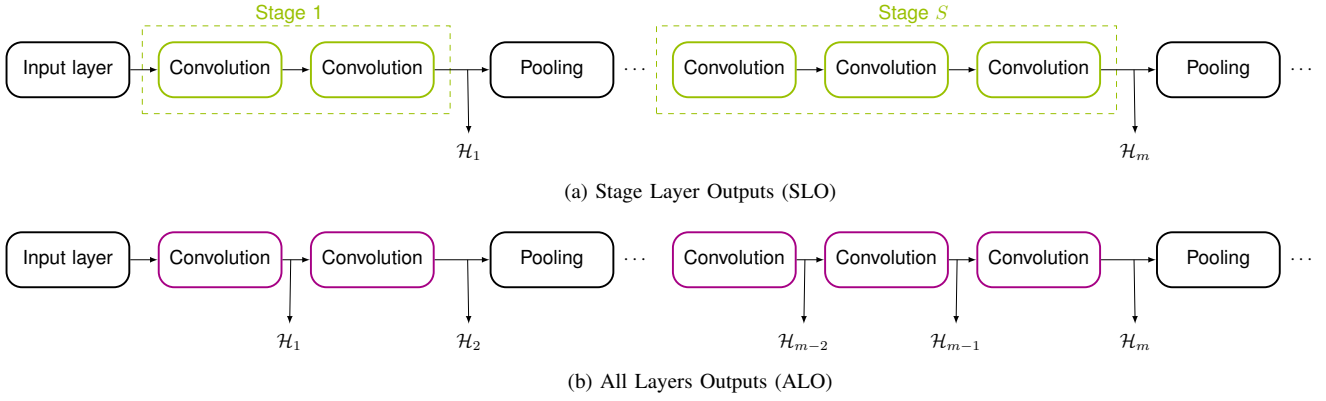 Stage 1 Stage S
Input layer Convolution Convolution Pooling ··· Convolution Convolution Convolution Pooling ···
ℋ₁ ℋₘ
(a) Stage Layer Outputs (SLO)
Input layer Convolution Convolution Pooling ··· Convolution Convolution Convolution Pooling ···
ℋ₁ ℋ₂ ℋₘ₋₂ ℋₘ₋₁ ℋₘ
(b) All Layers Outputs (ALO)